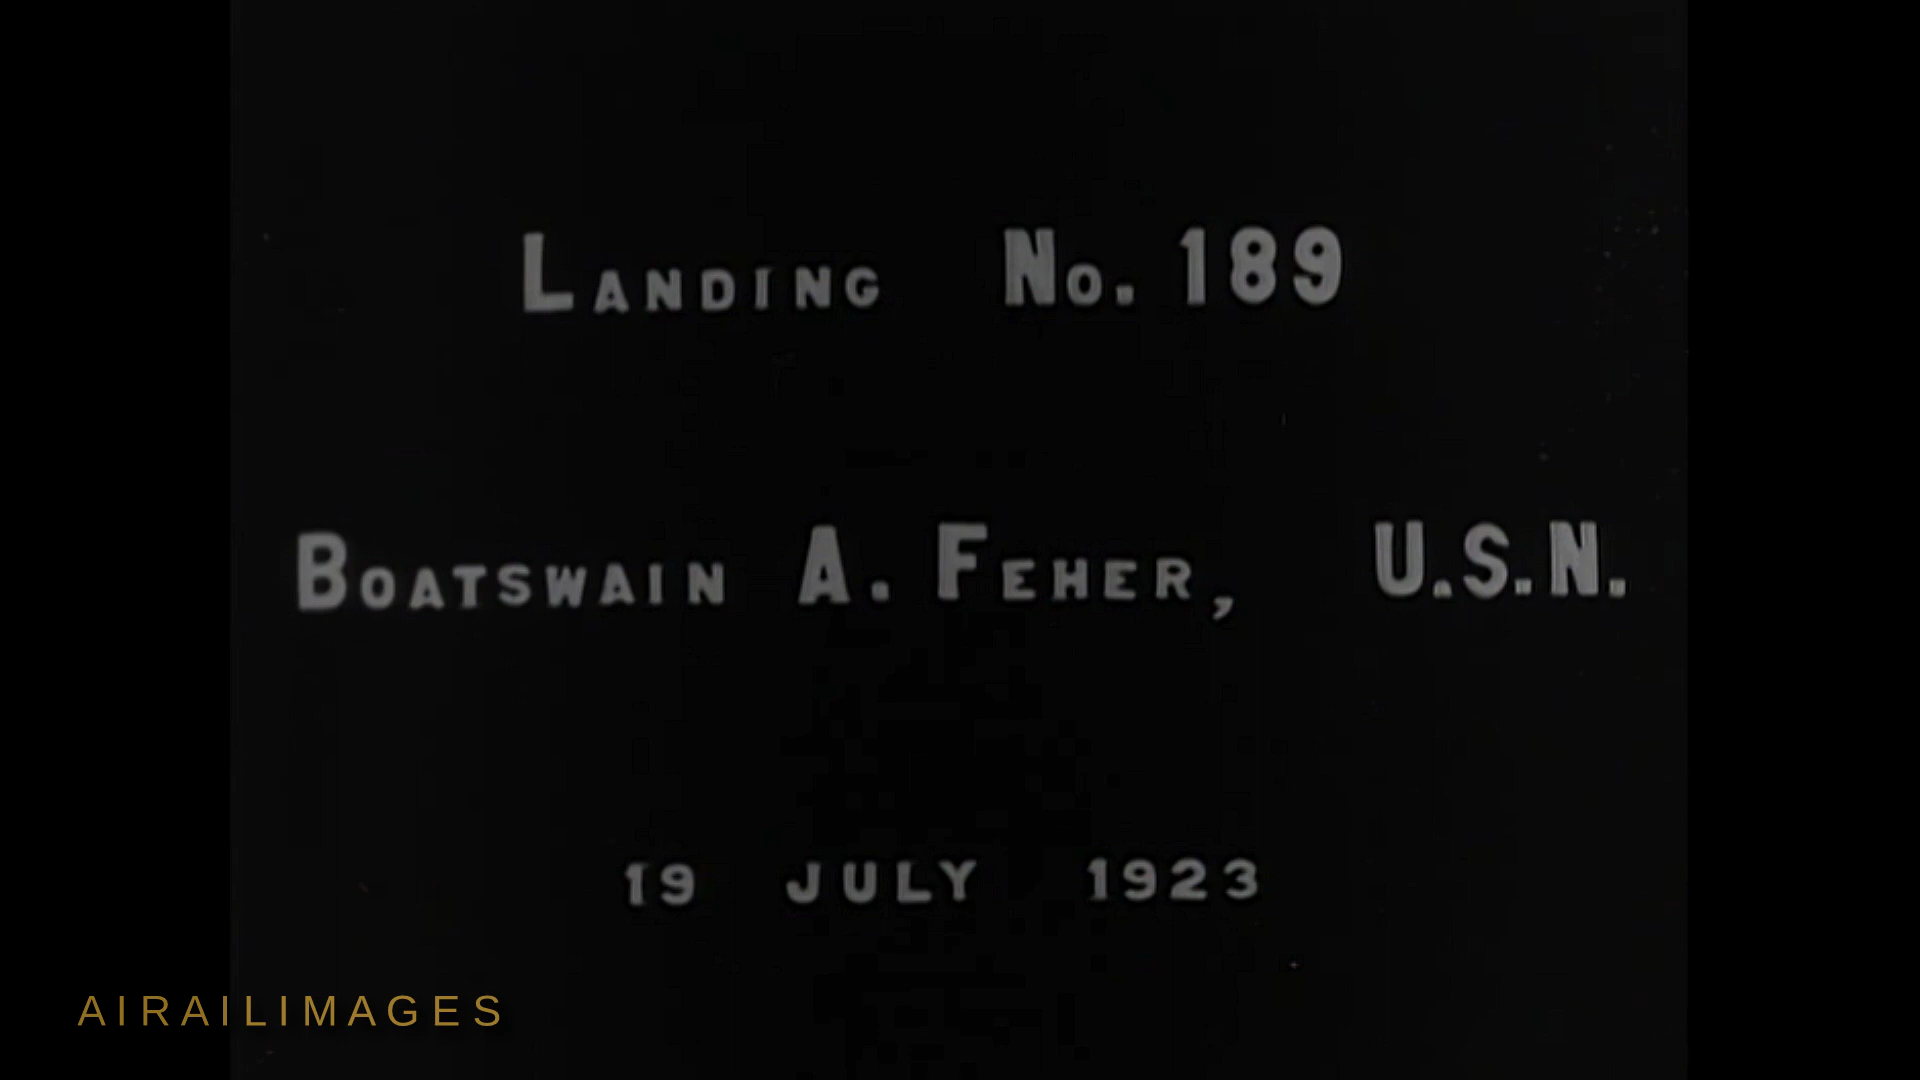 Landing No. 189
Boatswain A. Feher, U.S.N.
19 JULY 1923
AIRAILIMAGES